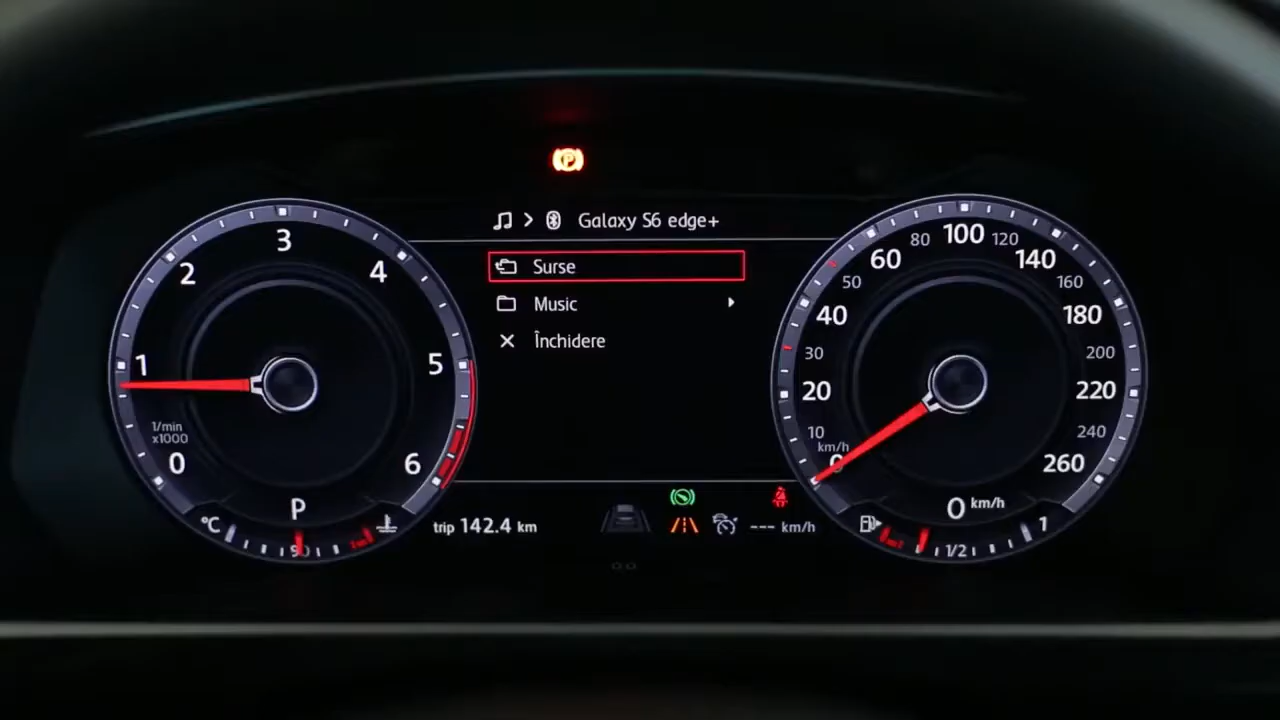 P
Galaxy S6 edge+
Surse
Music
Închidere
3
2
4
1
5
1/min
x1000
0
6
P
°C
90
trip 142.4 km
--- km/h
80
100
120
60
140
50
160
40
180
30
200
20
220
10
240
km/h
0
260
0 km/h
1/2
1